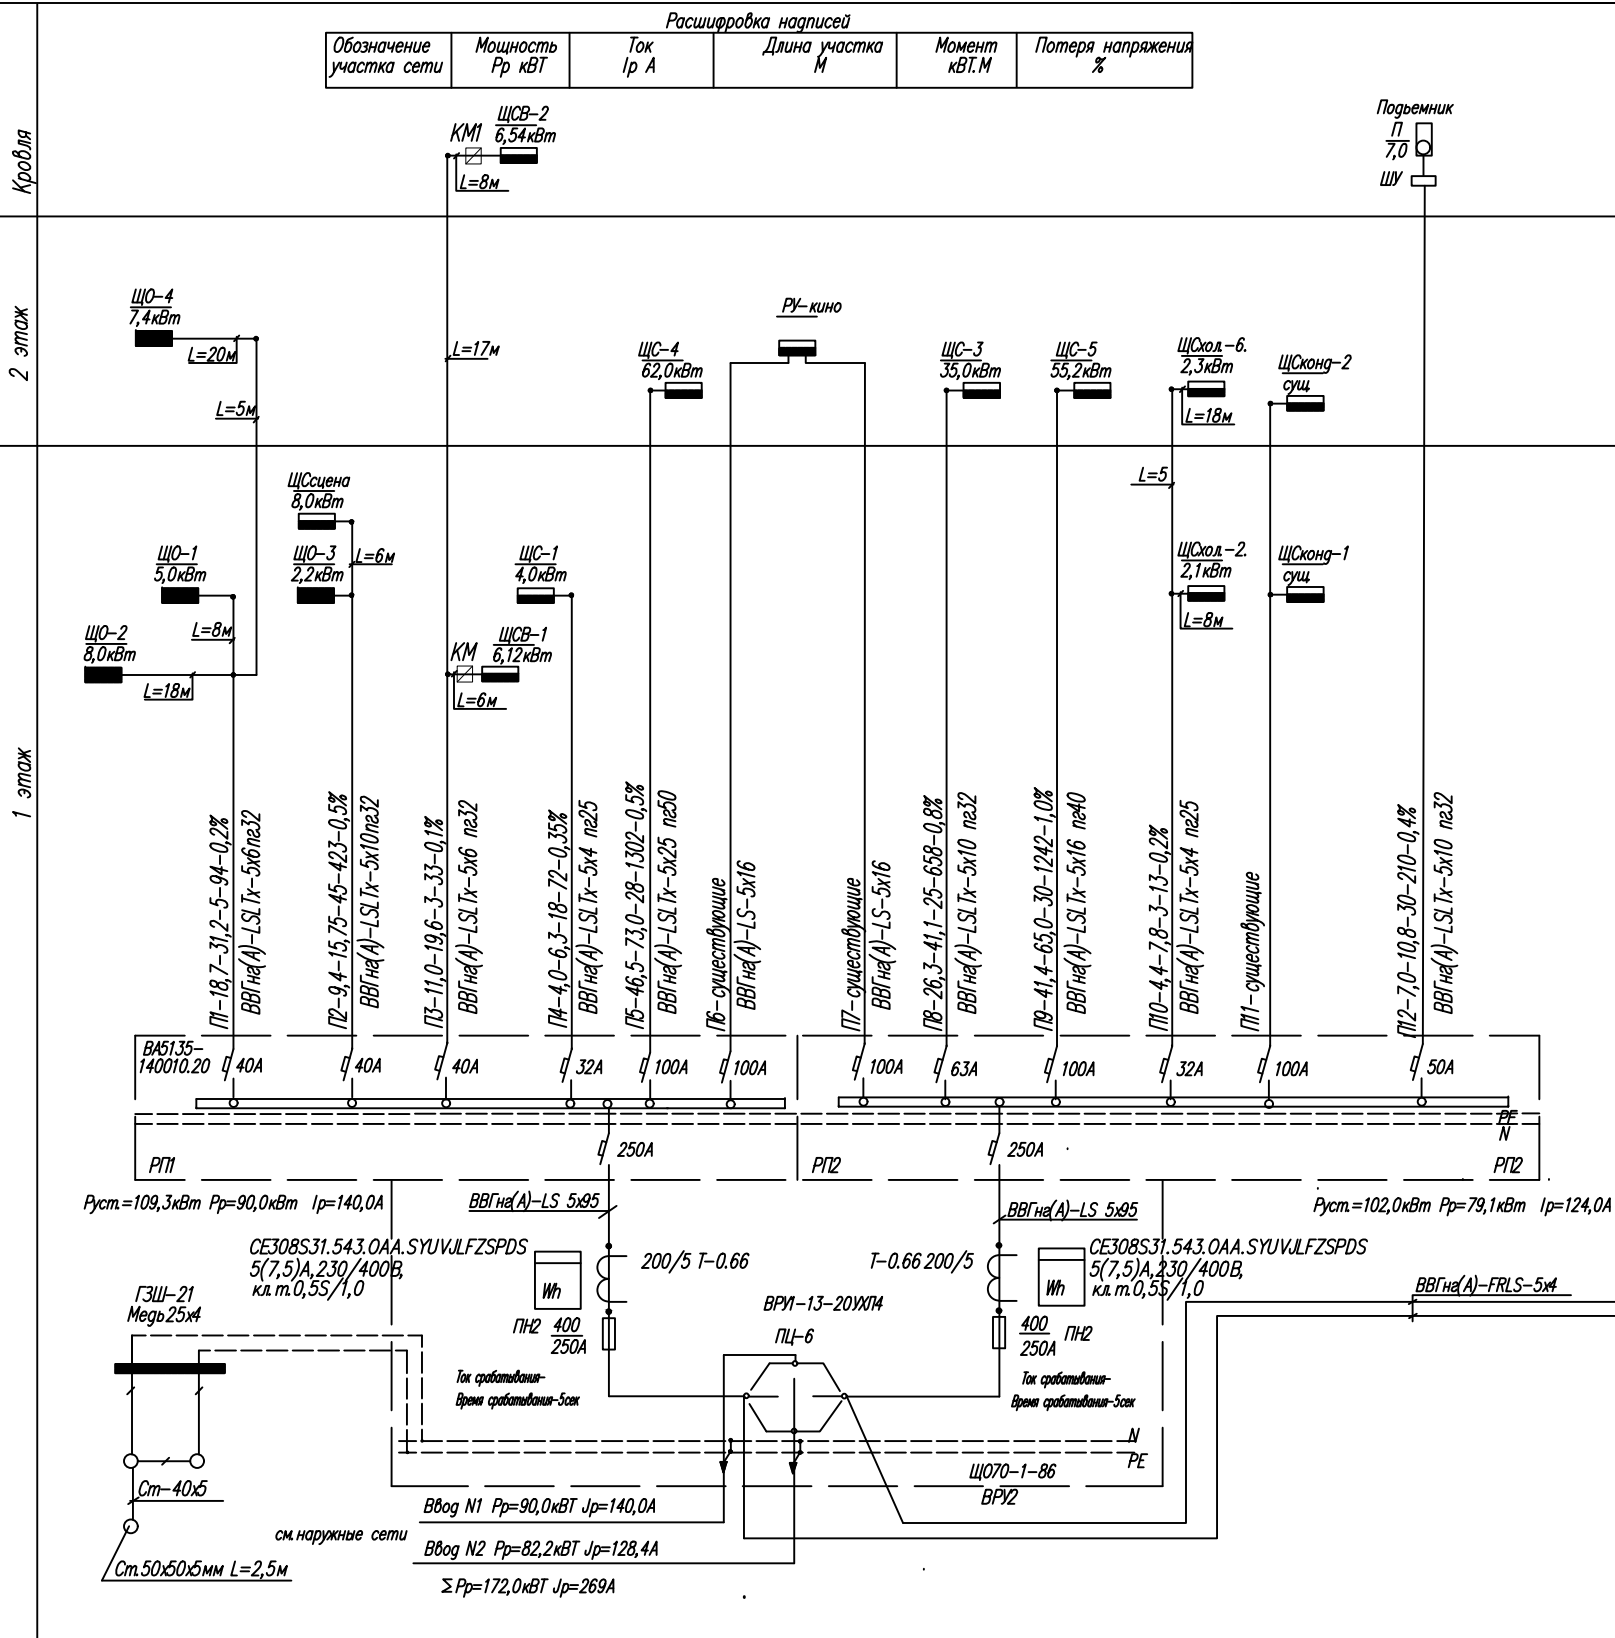 Расшифровка надписей
Обозначение
участка сети
Мощность
Рр кВТ
Ток
Iр А
Длина участка
М
Момент
кВТ.М
Потеря напряжения
%
Кровля
КМ1
ЩСВ-2
6,54кВт
L=8м
Подъемник
П
7,0
ШУ
2 этаж
ЩО-4
7,4кВт
L=20м
L=5м
L=17м
ЩС-4
62,0кВт
РУ-кино
ЩС-3
35,0кВт
ЩС-5
55,2кВт
ЩСхол.-6.
2,3кВт
L=18м
ЩСконд-2
сущ
1 этаж
ЩСсцена
8,0кВт
L=5
ЩО-1
5,0кВт
ЩО-3
2,2кВт
L=6м
ЩС-1
4,0кВт
ЩСхол.-2.
2,1кВт
L=8м
ЩСконд-1
сущ
ЩО-2
8,0кВт
L=8м
L=18м
КМ
ЩСВ-1
6,12кВт
L=6м
П1-18,7-31,2-5-94-0,2%
ВВГнг(А)-LSLTx-5х6пг32
П2-9,4-15,75-45-423-0,5%
ВВГнг(А)-LSLTx-5х10пг32
П3-11,0-19,6-3-33-0,1%
ВВГнг(А)-LSLTx-5х6 пг32
П4-4,0-6,3-18-72-0,35%
ВВГнг(А)-LSLTx-5х4 пг25
П5-46,5-73,0-28-1302-0,5%
ВВГнг(А)-LSLTx-5х25 пг50
П6-существующие
ВВГнг(А)-LS-5х16
П7-существующие
ВВГнг(А)-LS-5х16
П8-26,3-41,1-25-658-0,8%
ВВГнг(А)-LSLTx-5х10 пг32
П9-41,4-65,0-30-1242-1,0%
ВВГнг(А)-LSLTx-5х16 пг40
П10-4,4-7,8-3-13-0,2%
ВВГнг(А)-LSLTx-5х4 пг25
П11-существующие
П12-7,0-10,8-30-210-0,4%
ВВГнг(А)-LSLTx-5х10 пг32
ВА5135-
140010.20
40А
40А
40А
32А
100А
100А
100А
63А
100А
32А
100А
50А
PE
N
250А
250А
РП1
РП2
РП2
Руст.=109,3кВт Рр=90,0кВт Iр=140,0А
ВВГнг(А)-LS 5х95
ВВГнг(А)-LS 5х95
Руст.=102,0кВт Рр=79,1кВт Iр=124,0А
CE308S31.543.OAA.SYUVJLFZSPDS
5(7,5)А,230/400В,
кл.т.0,5S/1,0
Wh
200/5 Т-0.66
Т-0.66 200/5
Wh
CE308S31.543.OAA.SYUVJLFZSPDS
5(7,5)А,230/400В,
кл.т.0,5S/1,0
ВВГнг(А)-FRLS-5х4
ГЗШ-21
Медь25х4
ВРУ1-13-20УХЛ4
ПН2 400
250А
ПЦ-6
400 ПН2
250А
Ток срабатывания-
Время срабатывания-5сек
Ток срабатывания-
Время срабатывания-5сек
N
PE
ЩО70-1-86
ВРУ2
Ст-40х5
Ввод N1 Рр=90,0кВТ Jр=140,0А
см.наружные сети
Ввод N2 Рр=82,2кВТ Jр=128,4А
Ст.50х50х5мм L=2,5м
Σ Рр=172,0кВТ Jр=269А